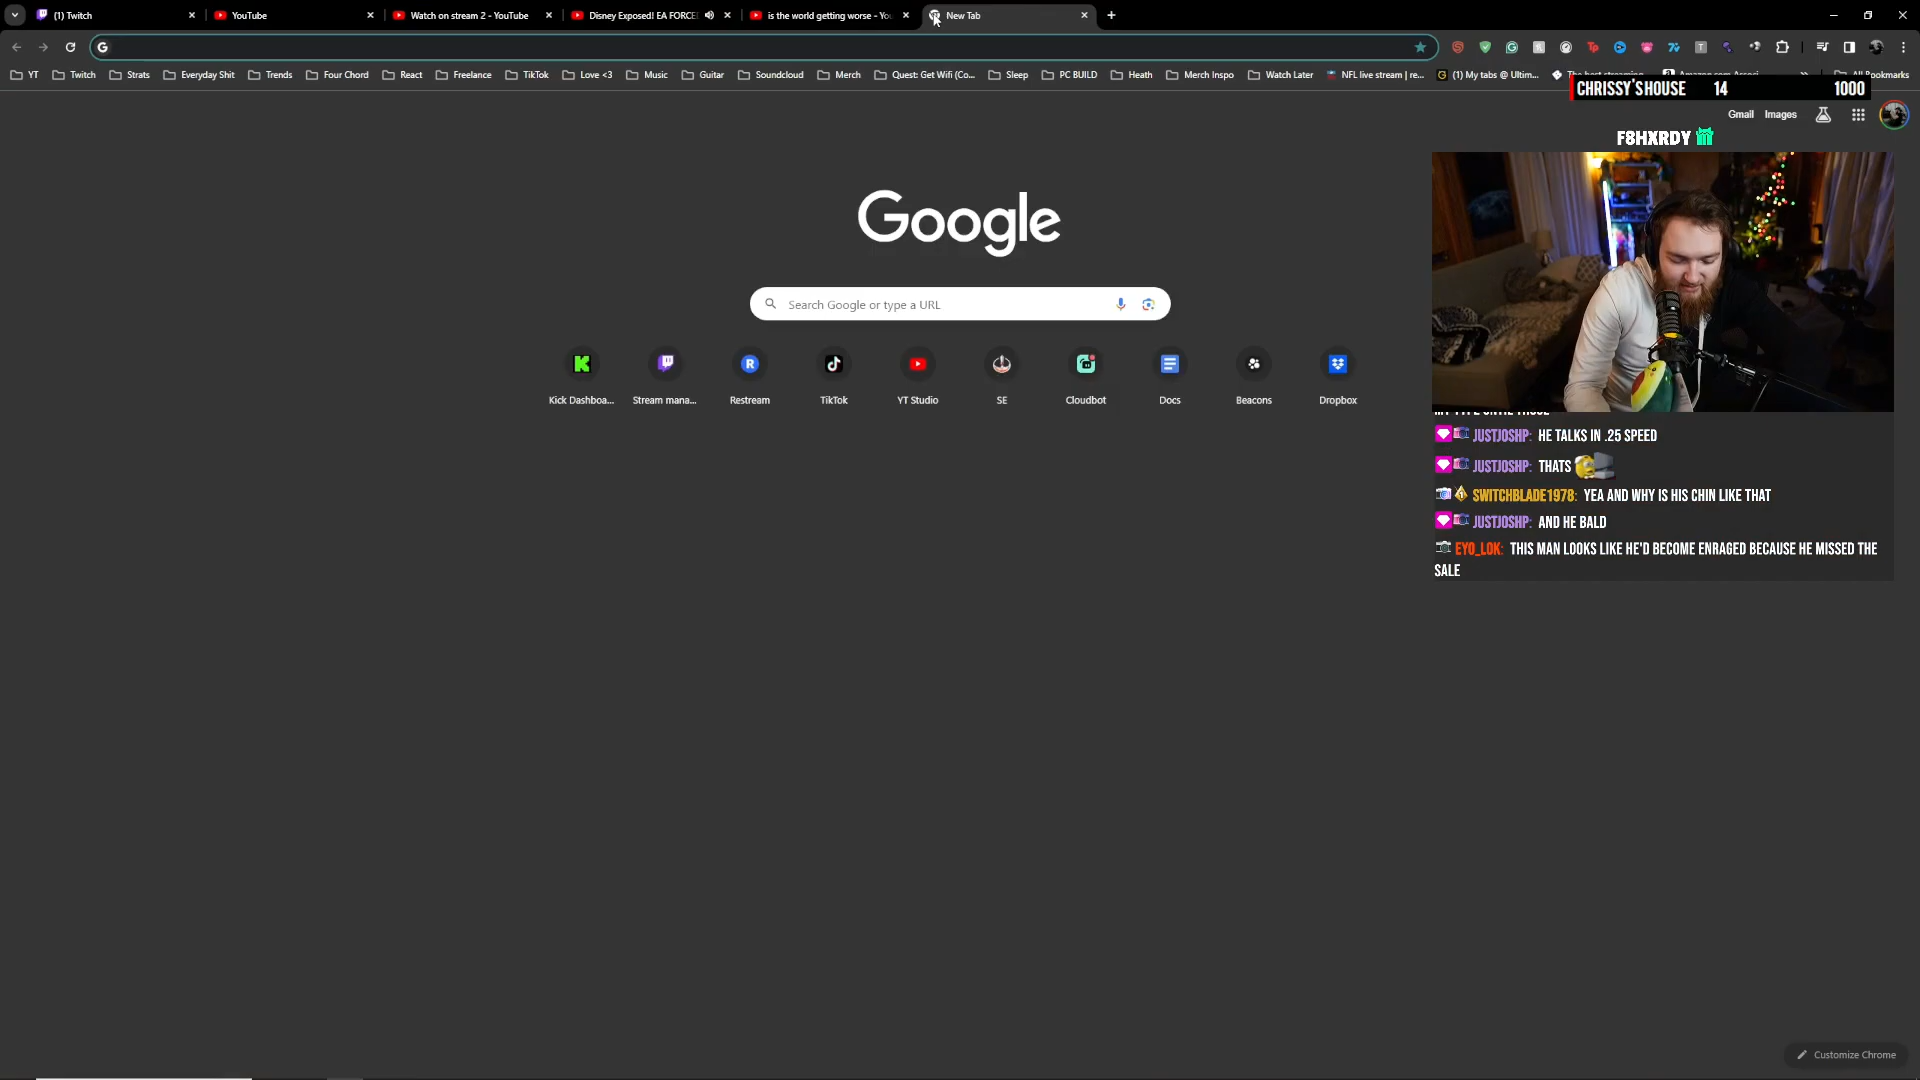 (1) Twitch
YouTube
Watch on stream 2 - YouTube
Disney Exposed! EA FORCE
is the world getting worse - You
New Tab
YT
Twitch
Strats
Everyday Shit
Trends
Four Chord
React
Freelance
TikTok
Love <3
Music
Guitar
Soundcloud
Merch
Quest: Get Wifi (Co...
Sleep
PC BUILD
Heath
Merch Inspo
Watch Later
NFL live stream | re...
(1) My tabs @ Ultim...
All Bookmarks
CHRISSY'S HOUSE 14 1000
Gmail
Images
F8HXRDY
Google
Search Google or type a URL
Kick Dashboa...
Stream mana...
Restream
TikTok
YT Studio
SE
Cloudbot
Docs
Beacons
Dropbox
JUSTJOSHP: HE TALKS IN .25 SPEED
JUSTJOSHP: THATS
SWITCHBLADE1978: YEA AND WHY IS HIS CHIN LIKE THAT
JUSTJOSHP: AND HE BALD
EYO_LOK: THIS MAN LOOKS LIKE HE'D BECOME ENRAGED BECAUSE HE MISSED THE
SALE
Customize Chrome